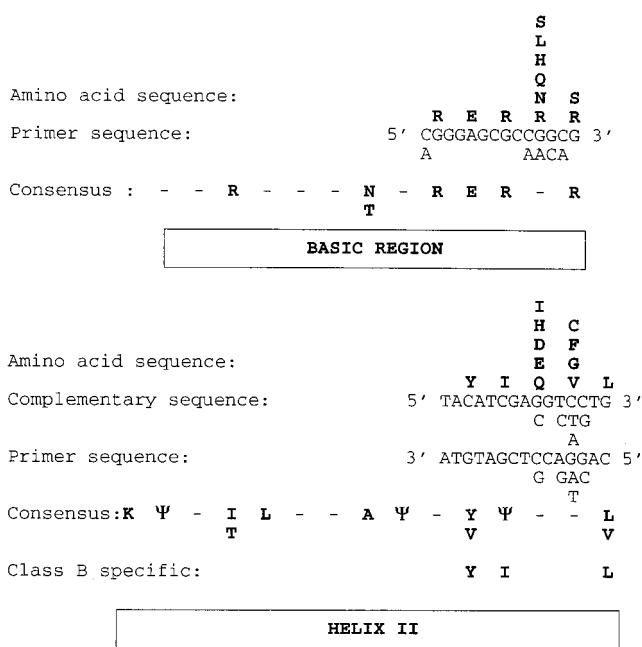 S
L
H
Q
Amino acid sequence: N S
R E R R R
Primer sequence: 5' CGGGAGCGCCGGCG 3'
A AACA
Consensus : - - R - - - N - R E R - R
T
BASIC REGION
I
H C
D F
Amino acid sequence: E G
Y I Q V L
Complementary sequence: 5' TACATCGAGGTCCTG 3'
C CTG
A
Primer sequence: 3' ATGTAGCTCCAGGAC 5'
G GAC
T
Consensus:K Ψ - I L - - A Ψ - Y Ψ - - L
T V V
Class B specific: Y I L
HELIX II